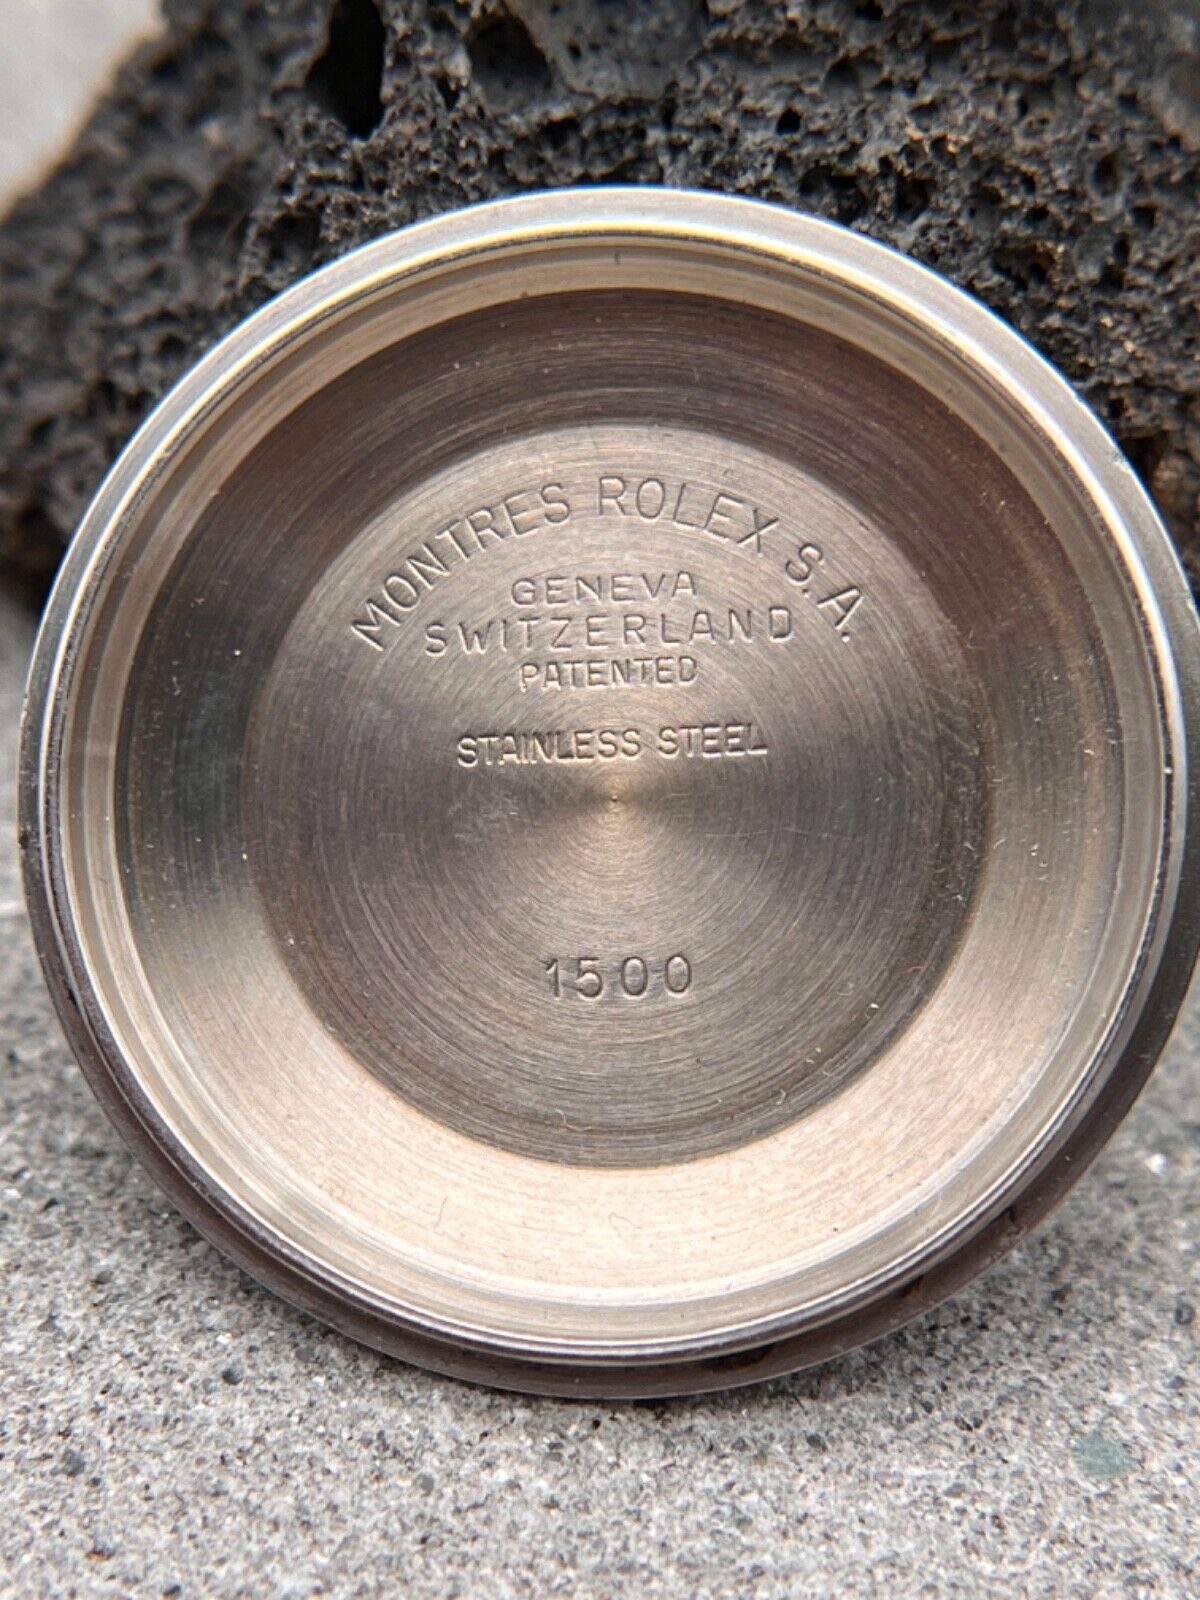 MONTRES ROLEX S.A.
GENEVA
SWITZERLAND
PATENTED
STAINLESS STEEL
1500